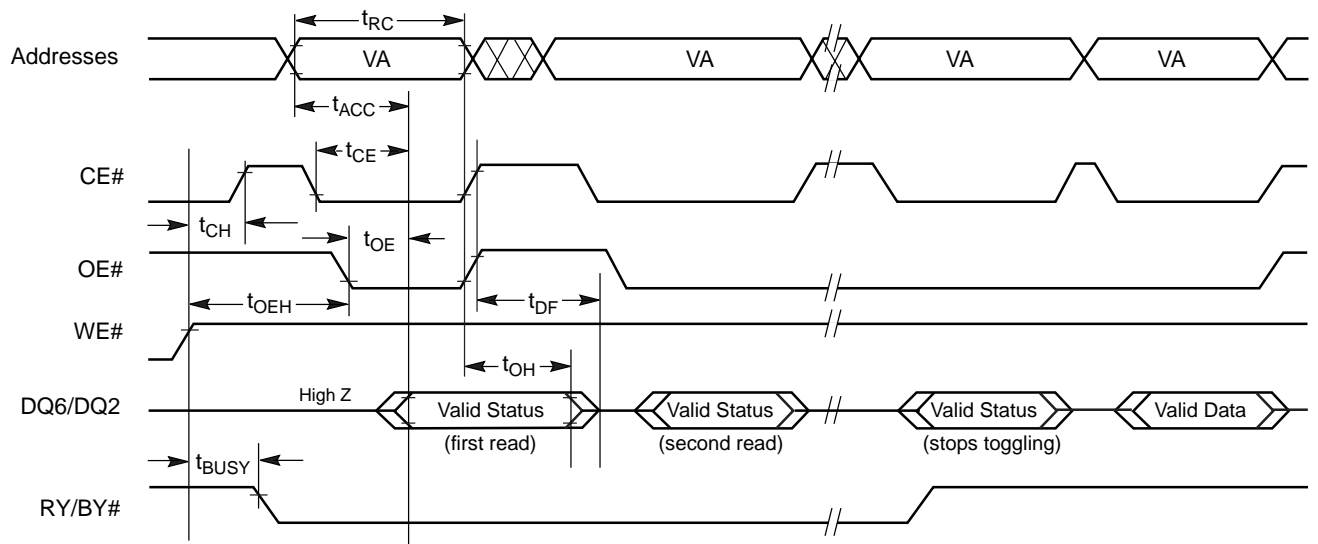 tRC
Addresses VA VA VA VA
tACC
tCE
CE#
tCH tOE
OE#
tOEH tDF
WE#
tOH
DQ6/DQ2 High Z Valid Status Valid Status Valid Status Valid Data
(first read) (second read) (stops toggling)
tBUSY
RY/BY#